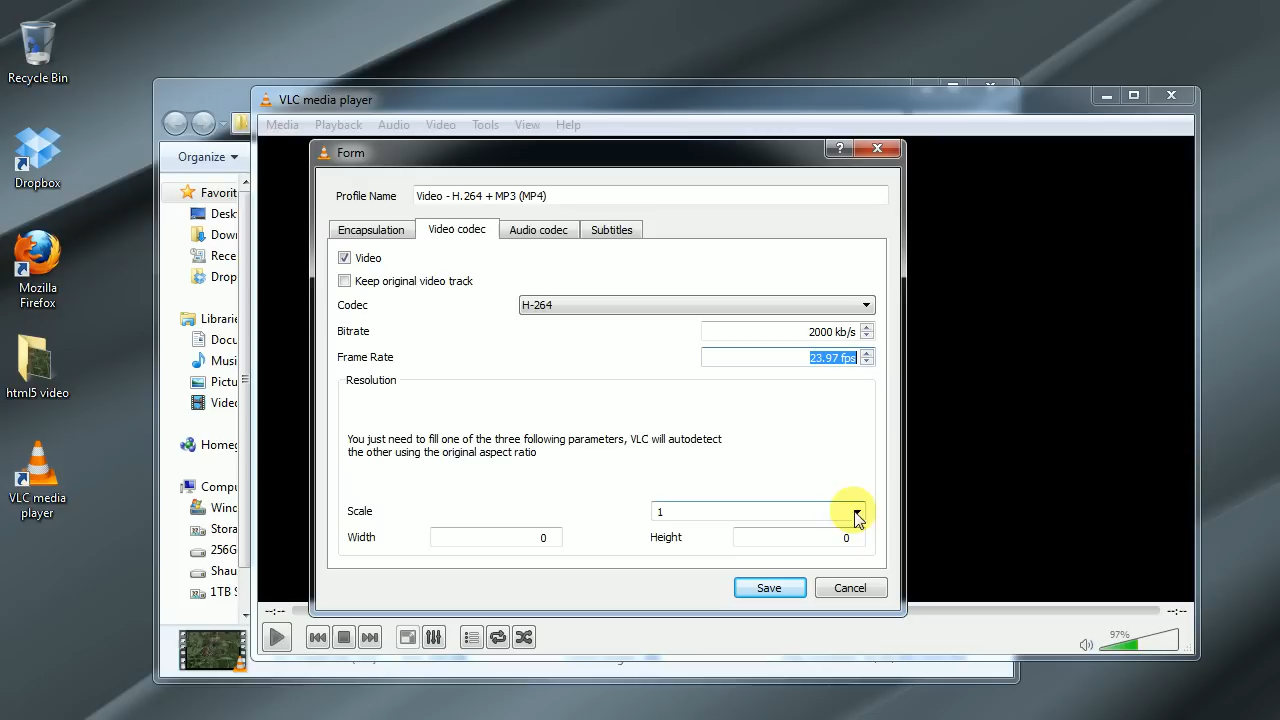 Recycle Bin
Dropbox
Mozilla
Firefox
html5 video
VLC media
player
Organize
Favorit
Desk
Down
Rece
Drop
Librarie
Docu
Music
Pictu
Video
Homeg
Compu
Wind
Stora
256G
Shau
1TB S
VLC media player
Media Playback Audio Video Tools View Help
Form
?
Profile Name Video - H.264 + MP3 (MP4)
Encapsulation Video codec Audio codec Subtitles
Video
Keep original video track
Codec H-264
Bitrate 2000 kb/s
Frame Rate 23.97 fps
Resolution
You just need to fill one of the three following parameters, VLC will autodetect
the other using the original aspect ratio
Scale 1
Width 0 Height 0
Save Cancel
--:-- --:--
97%